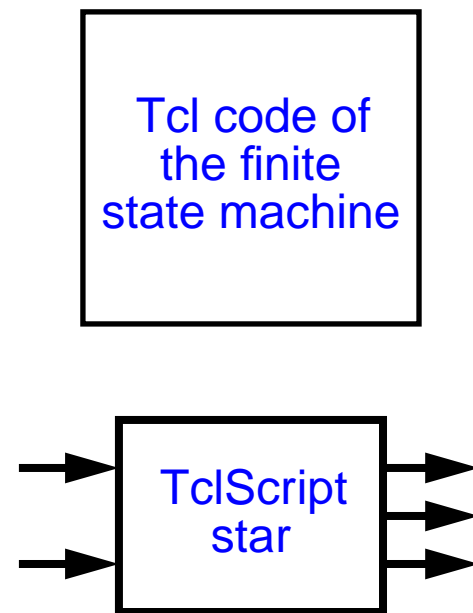 Tcl code of
the finite
state machine
TclScript
star